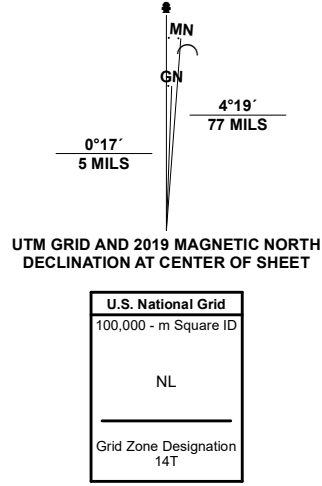 MN
GN
4°19´
77 MILS
0°17´
5 MILS
UTM GRID AND 2019 MAGNETIC NORTH
DECLINATION AT CENTER OF SHEET
U.S. National Grid
100,000 - m Square ID
NL
Grid Zone Designation
14T